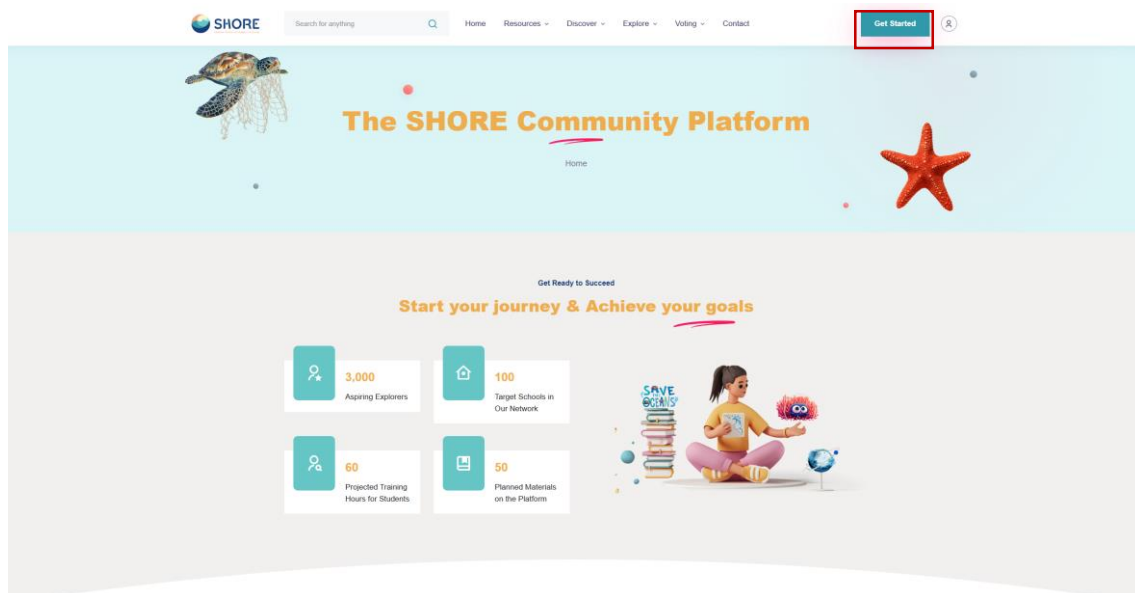 SHORE
Search for anything
Home Resources Discover Explore Voting Contact
Get Started
The SHORE Community Platform
Home
Get Ready to Succeed
Start your journey & Achieve your goals
3,000
Aspiring Explorers
100
Target Schools in
Our Network
60
Projected Training
Hours for Students
50
Planned Materials
on the Platform
SAVE
OCEANS